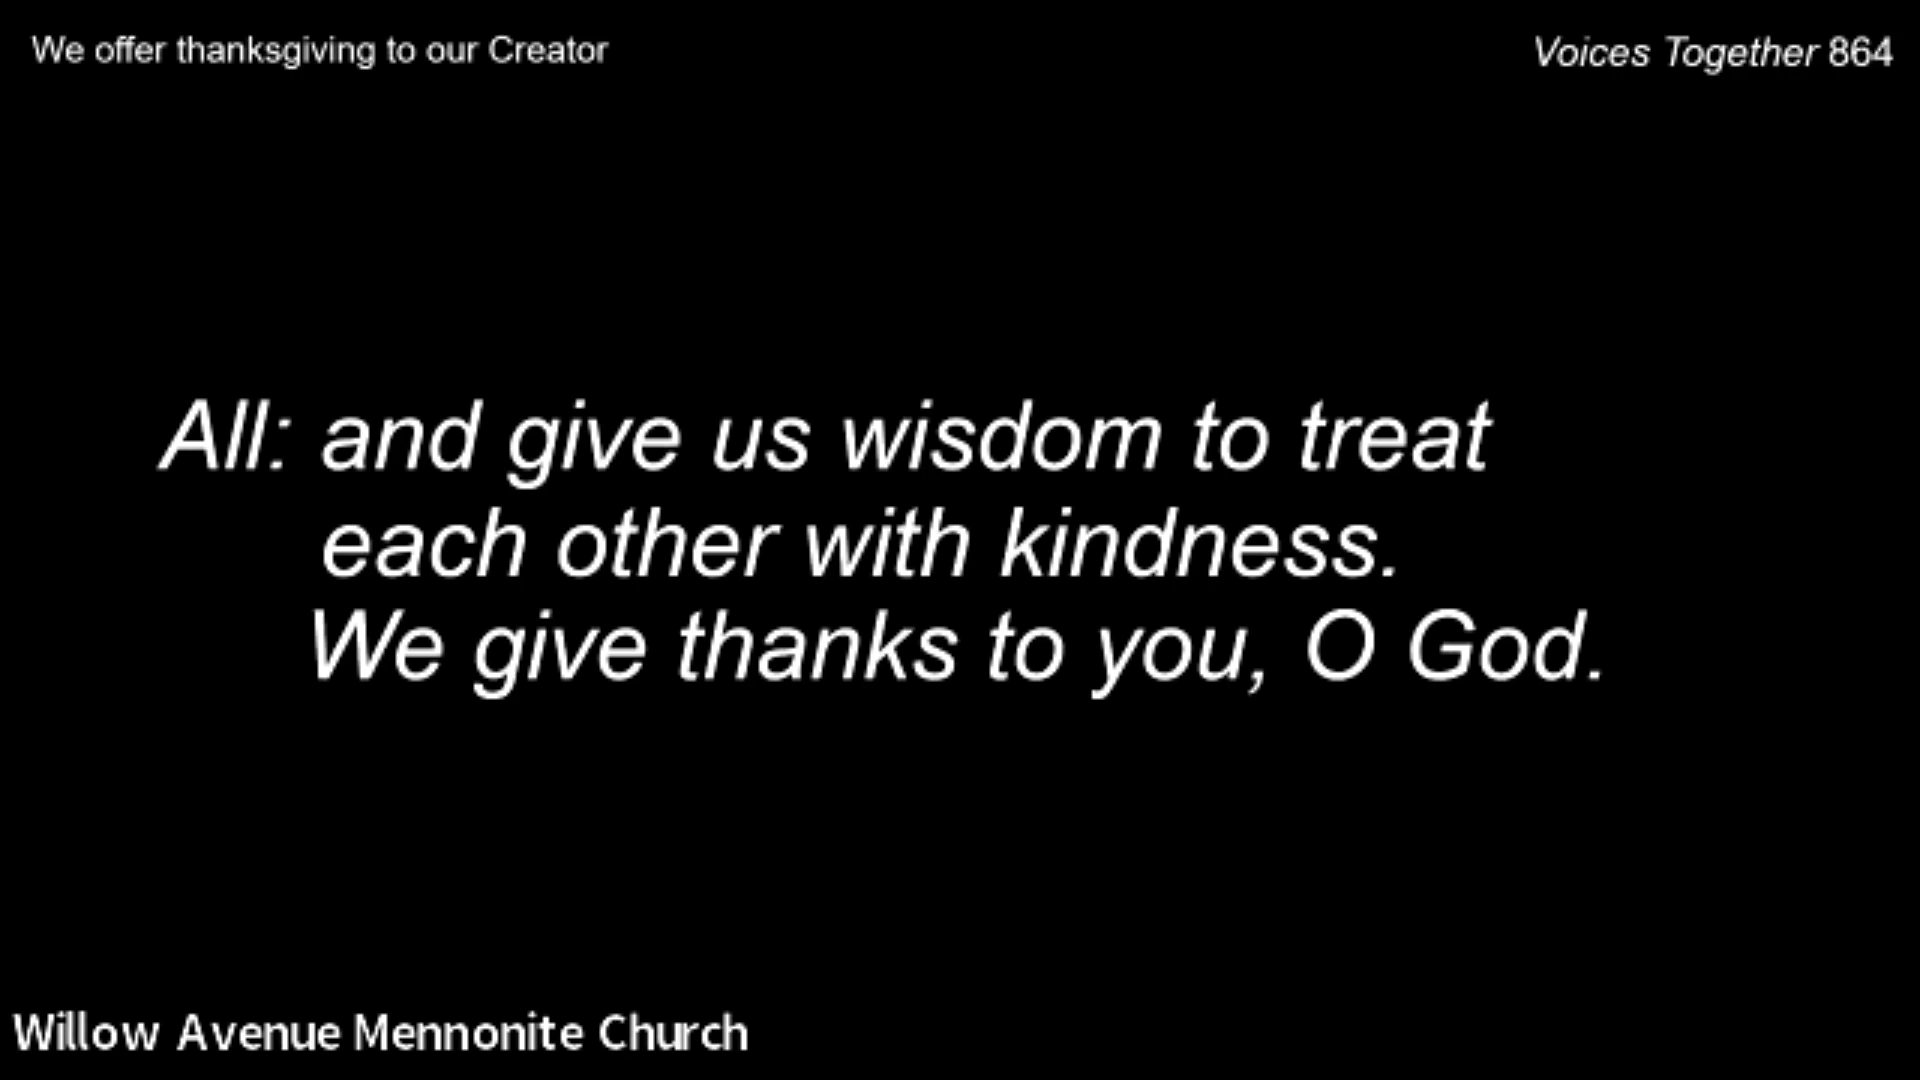 We offer thanksgiving to our Creator
Voices Together 864
All: and give us wisdom to treat
each other with kindness.
We give thanks to you, O God.
Willow Avenue Mennonite Church